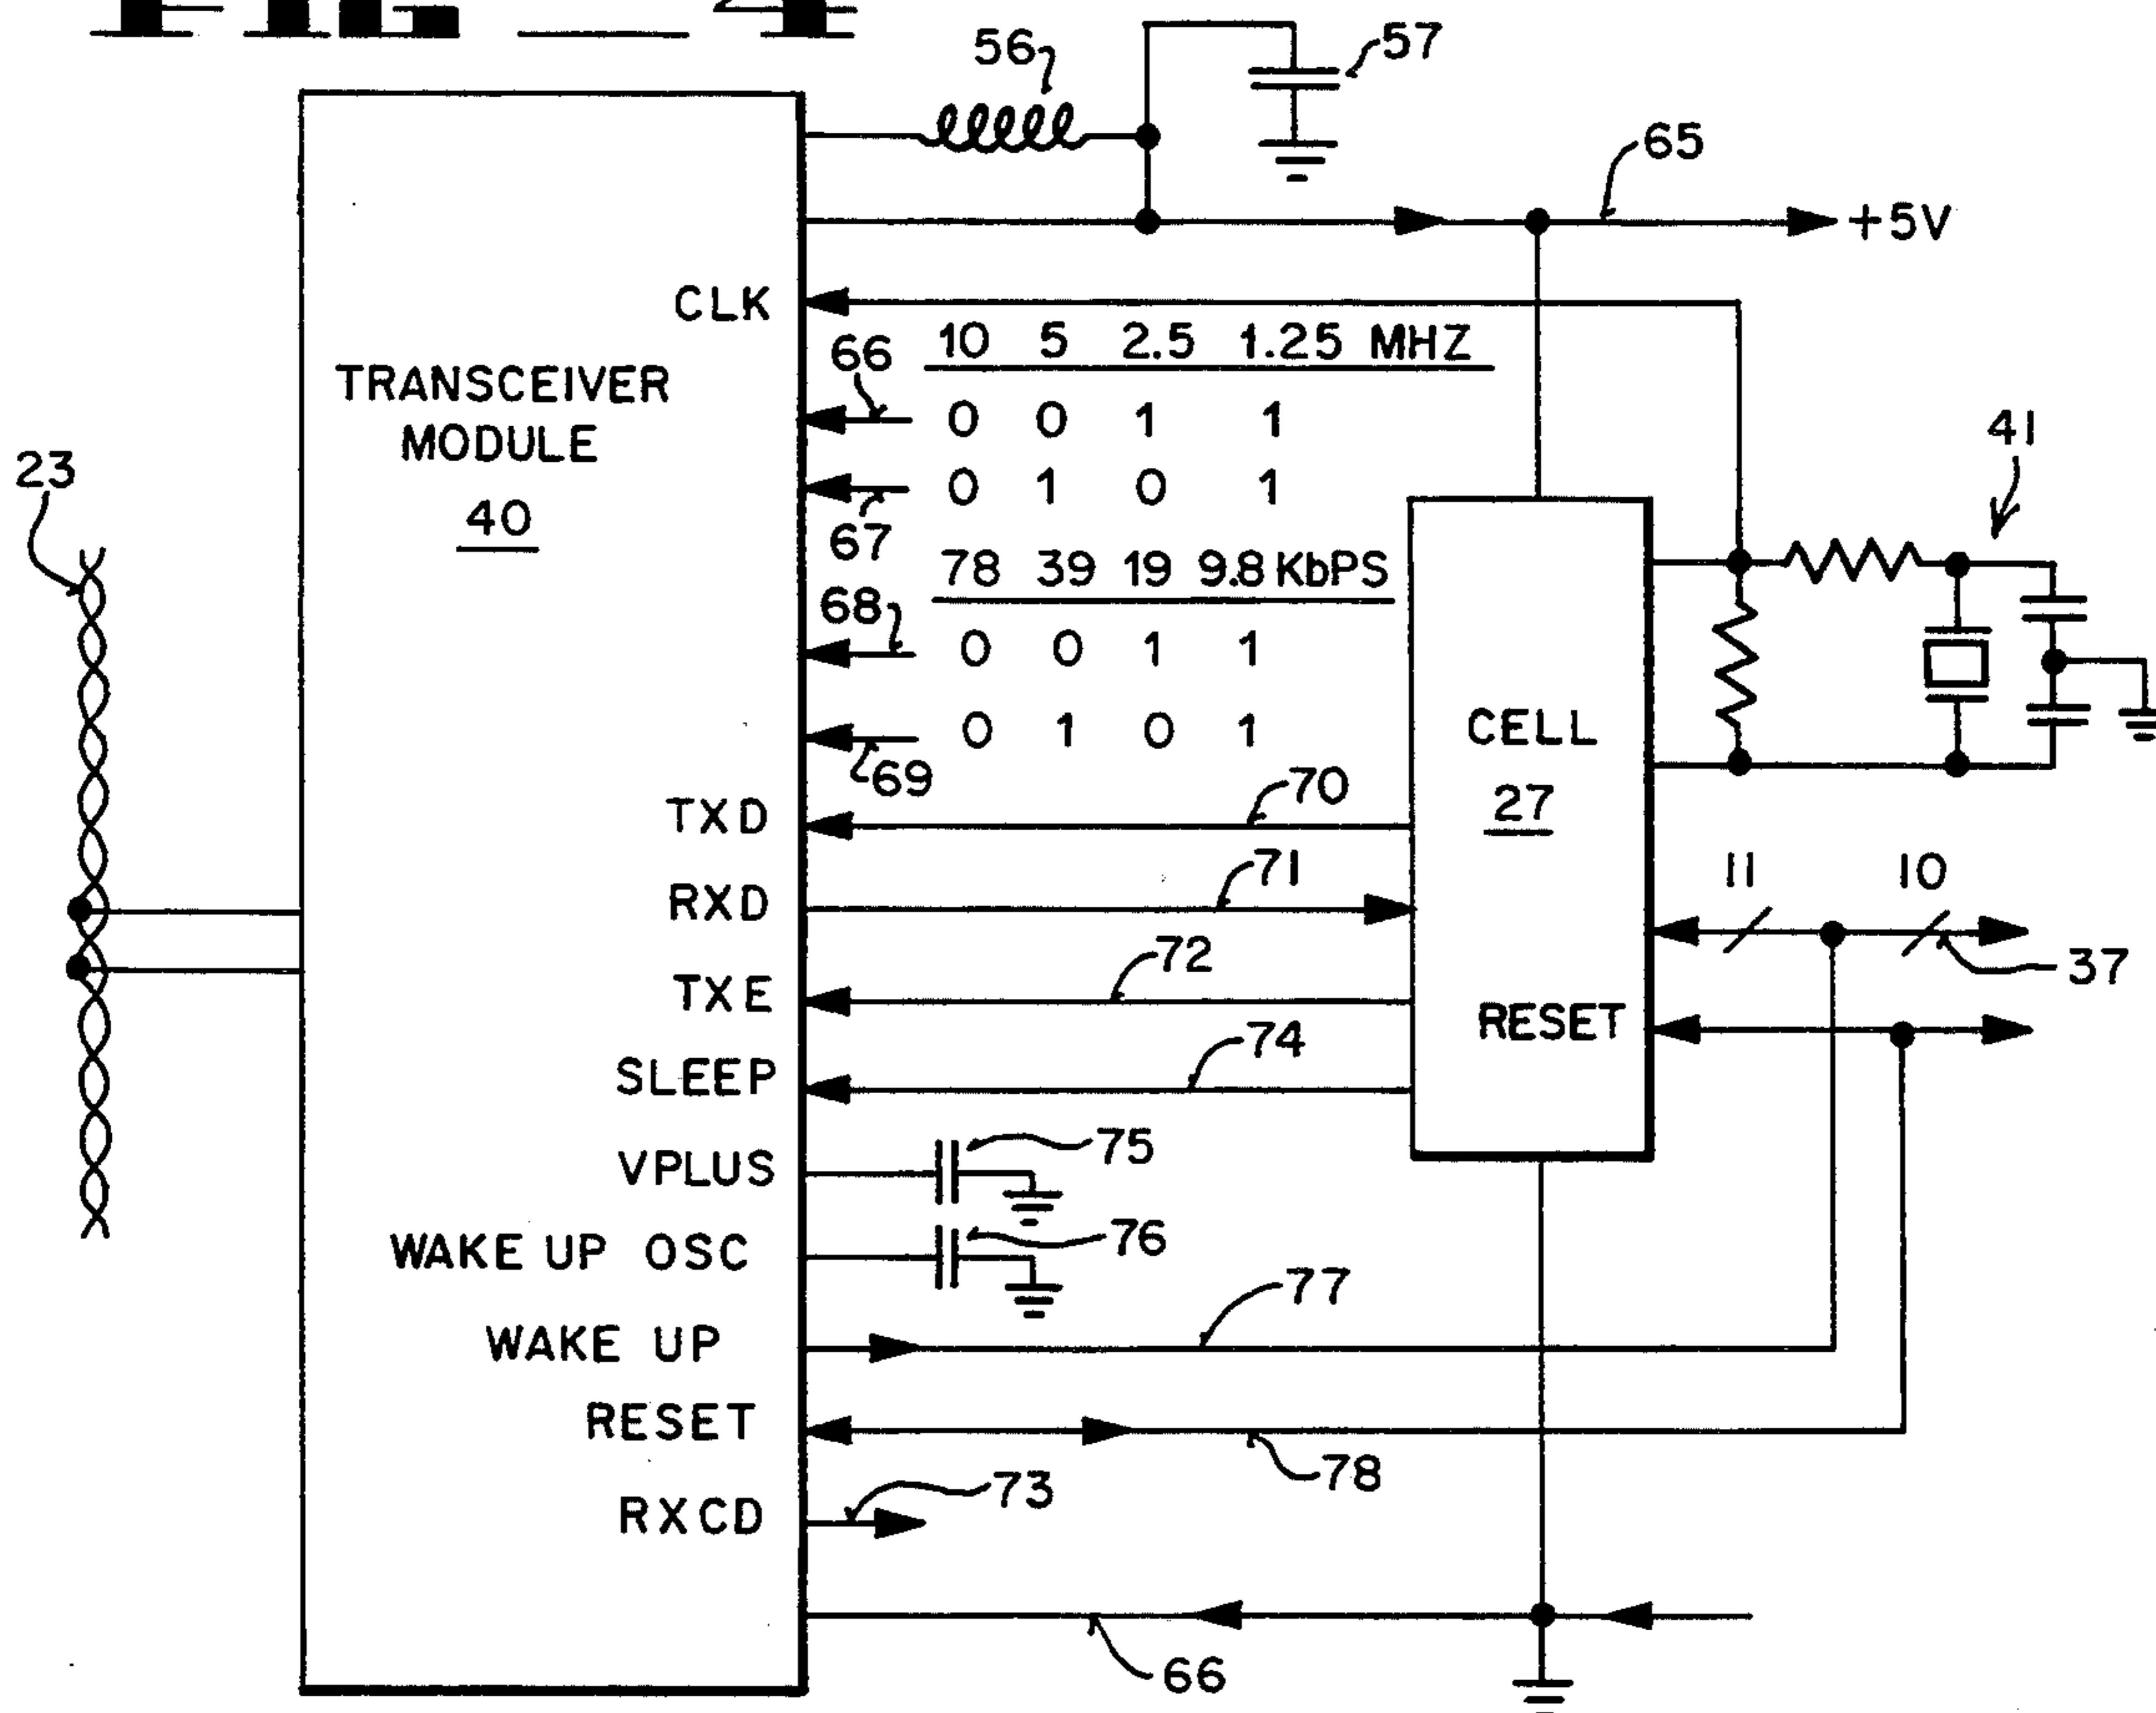 56
57
65
+5V
CLK
10 5 2.5 1.25 MHZ
66
0 0 1 1
TRANSCEIVER
MODULE
40
0 1 0 1
67
23
41
78 39 19 9.8 KbPS
68
0 0 1 1
0 1 0 1
69
CELL
27
TXD
70
RXD
71
11
10
37
TXE
72
RESET
SLEEP
74
VPLUS
75
WAKE UP OSC
76
WAKE UP
77
RESET
78
RXCD
73
66